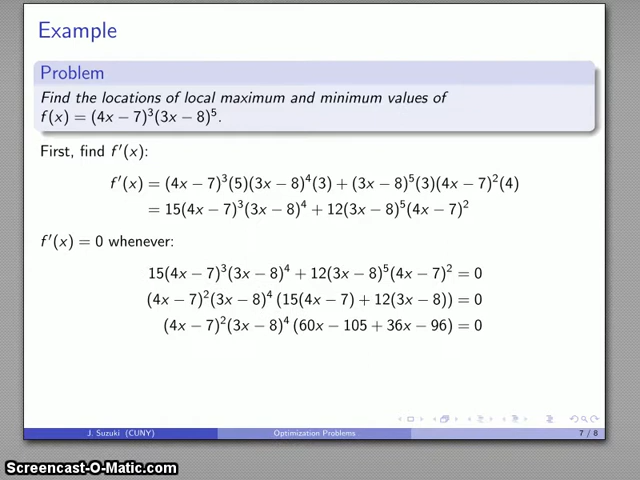 Example
Problem
Find the locations of local maximum and minimum values of
f(x) = (4x − 7)³(3x − 8)⁵.
First, find f′(x):
f′(x) = (4x − 7)³(5)(3x − 8)⁴(3) + (3x − 8)⁵(3)(4x − 7)²(4)
= 15(4x − 7)³(3x − 8)⁴ + 12(3x − 8)⁵(4x − 7)²
f′(x) = 0 whenever:
15(4x − 7)³(3x − 8)⁴ + 12(3x − 8)⁵(4x − 7)² = 0
(4x − 7)²(3x − 8)⁴ (15(4x − 7) + 12(3x − 8)) = 0
(4x − 7)²(3x − 8)⁴ (60x − 105 + 36x − 96) = 0
J. Suzuki (CUNY) Optimization Problems 7 / 8
Screencast-O-Matic.com